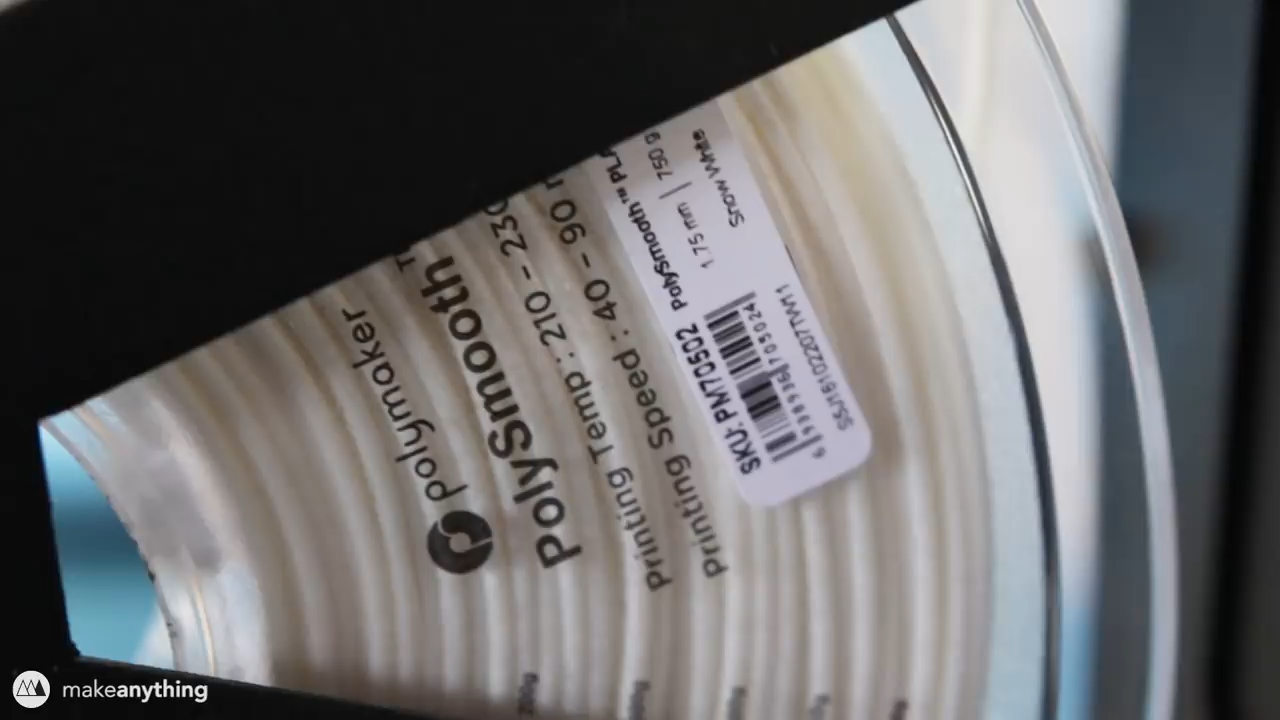 polymaker
PolySmooth
Printing Temp : 210 – 230
Printing Speed : 40 – 90
SKU: PM70502 PolySmooth™ PLA
1.75 mm | 750 g
Snow White
makeanything